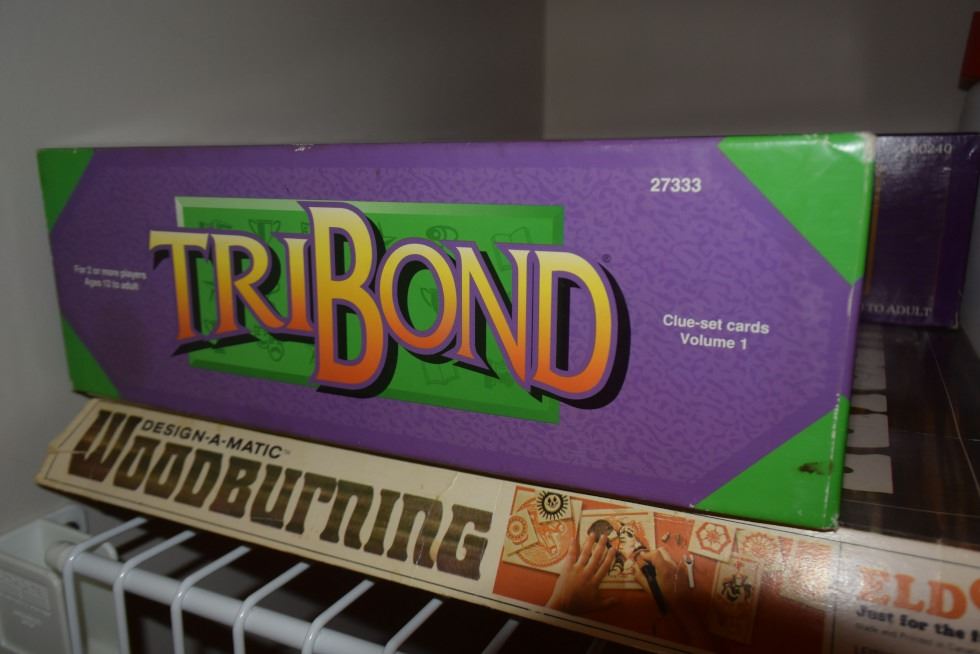 27333
TRIBOND®
For 2 or more players
Ages 12 to adult
Clue-set cards
Volume 1
60240
TO ADULT
DESIGN-A-MATIC™
WOODBURNING
ELDO
Just for the